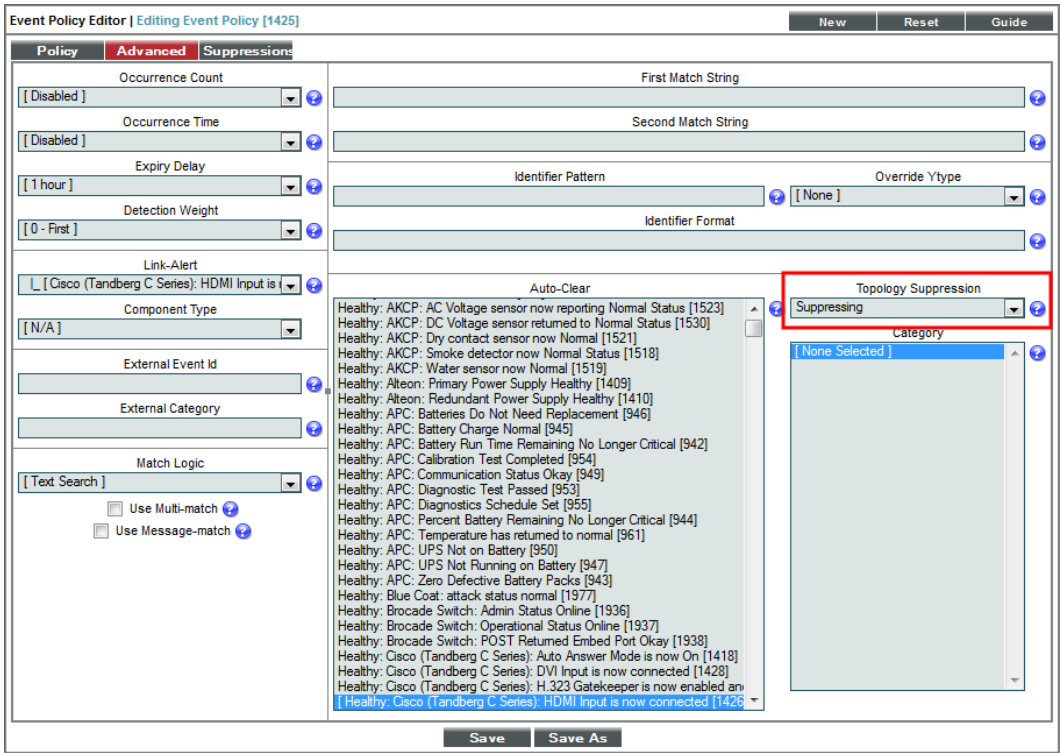 Event Policy Editor | Editing Event Policy [1425]
New
Reset
Guide
Policy
Advanced
Suppressions
Occurrence Count
[ Disabled ]
Occurrence Time
[ Disabled ]
Expiry Delay
[ 1 hour ]
Detection Weight
[ 0 - First ]
Link-Alert
|_ [ Cisco (Tandberg C Series): HDMI Input is
Component Type
[ N/A ]
External Event Id
External Category
Match Logic
[ Text Search ]
Use Multi-match
Use Message-match
First Match String
Second Match String
Identifier Pattern
Override Ytype
[ None ]
Identifier Format
Auto-Clear
Healthy: AKCP: AC Voltage sensor now reporting Normal Status [1523]
Healthy: AKCP: DC Voltage sensor returned to Normal Status [1530]
Healthy: AKCP: Dry contact sensor now Normal [1521]
Healthy: AKCP: Smoke detector now Normal Status [1518]
Healthy: AKCP: Water sensor now Normal [1519]
Healthy: Alteon: Primary Power Supply Healthy [1409]
Healthy: Alteon: Redundant Power Supply Healthy [1410]
Healthy: APC: Batteries Do Not Need Replacement [946]
Healthy: APC: Battery Charge Normal [945]
Healthy: APC: Battery Run Time Remaining No Longer Critical [942]
Healthy: APC: Calibration Test Completed [954]
Healthy: APC: Communication Status Okay [949]
Healthy: APC: Diagnostic Test Passed [953]
Healthy: APC: Diagnostics Schedule Set [955]
Healthy: APC: Percent Battery Remaining No Longer Critical [944]
Healthy: APC: Temperature has returned to normal [961]
Healthy: APC: UPS Not on Battery [950]
Healthy: APC: UPS Not Running on Battery [947]
Healthy: APC: Zero Defective Battery Packs [943]
Healthy: Blue Coat: attack status normal [1977]
Healthy: Brocade Switch: Admin Status Online [1936]
Healthy: Brocade Switch: Operational Status Online [1937]
Healthy: Brocade Switch: POST Returned Embed Port Okay [1938]
Healthy: Cisco (Tandberg C Series): Auto Answer Mode is now On [1418]
Healthy: Cisco (Tandberg C Series): DVI Input is now connected [1428]
Healthy: Cisco (Tandberg C Series): H.323 Gatekeeper is now enabled an
[ Healthy: Cisco (Tandberg C Series): HDMI Input is now connected [1426
Topology Suppression
Suppressing
Category
[ None Selected ]
Save
Save As